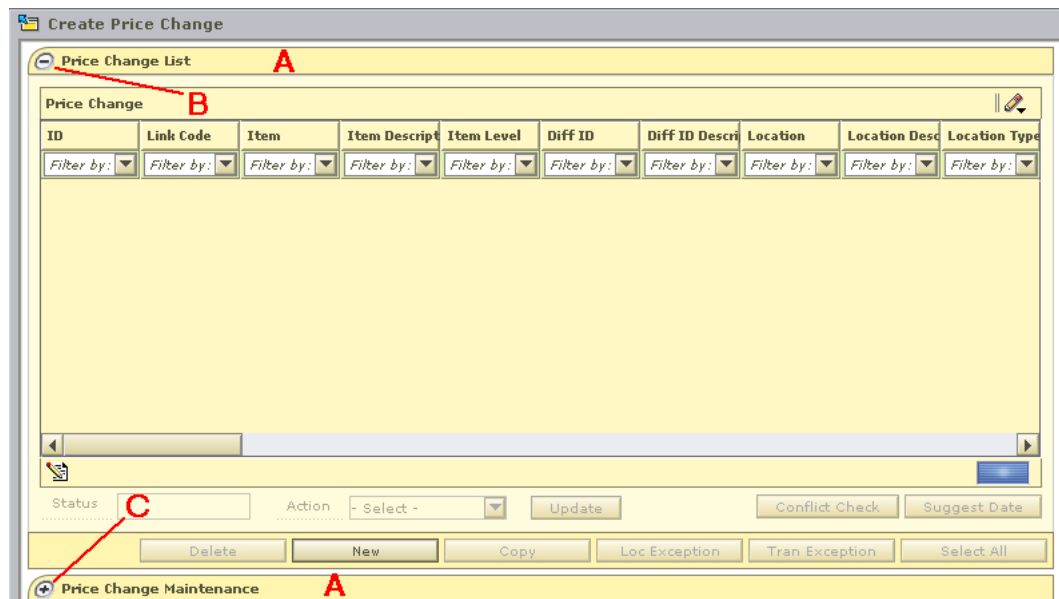 Create Price Change
Price Change List A
B
Price Change
ID Link Code Item Item Descript Item Level Diff ID Diff ID Descri Location Location Desc Location Type
Filter by: Filter by: Filter by: Filter by: Filter by: Filter by: Filter by: Filter by: Filter by: Filter by:
Status Action - Select - Update Conflict Check Suggest Date
C
Delete New Copy Loc Exception Tran Exception Select All
Price Change Maintenance A